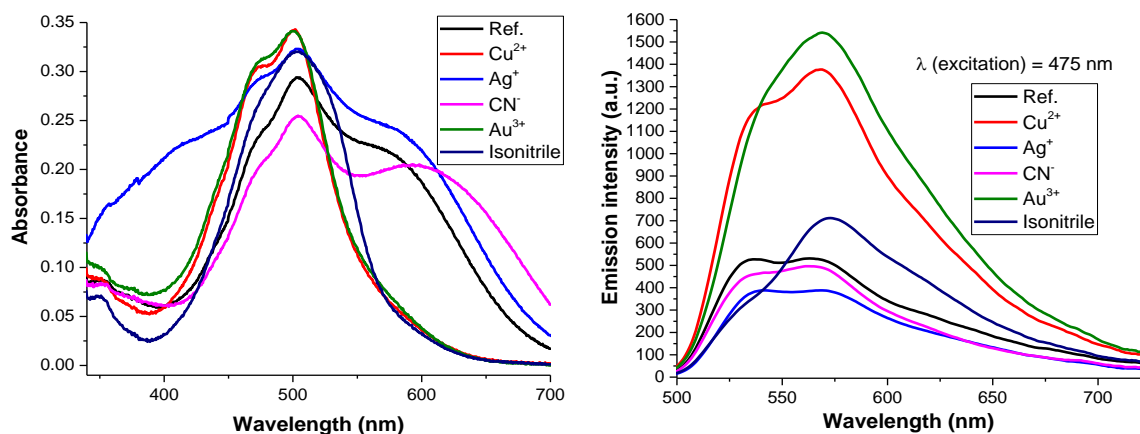 0.35
0.30
0.25
0.20
0.15
0.10
0.05
0.00
Absorbance
400
500
600
700
Wavelength (nm)
Ref.
Cu²⁺
Ag⁺
CN⁻
Au³⁺
Isonitrile
1600
1500
1400
1300
1200
1100
1000
900
800
700
600
500
400
300
200
100
0
Emission intensity (a.u.)
500
550
600
650
700
Wavelength (nm)
λ (excitation) = 475 nm
Ref.
Cu²⁺
Ag⁺
CN⁻
Au³⁺
Isonitrile